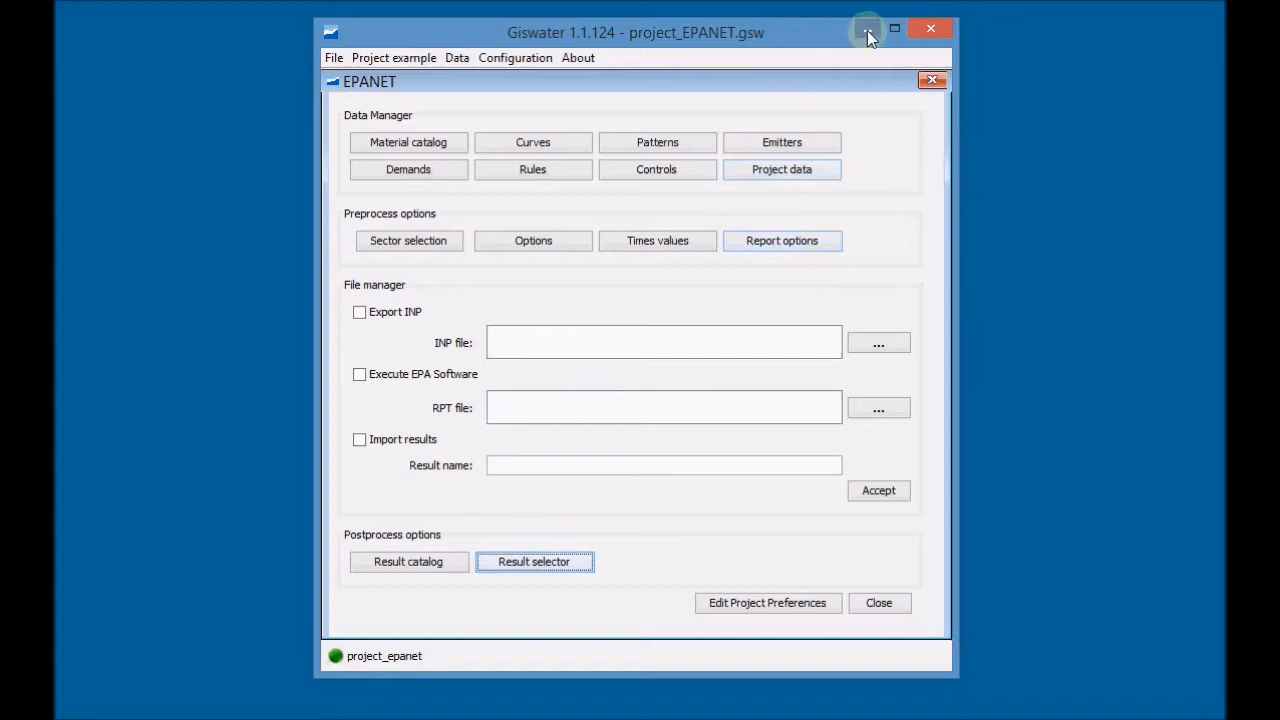 Giswater 1.1.124 - project_EPANET.gsw
File Project example Data Configuration About
EPANET
Data Manager
Material catalog Curves Patterns Emitters
Demands Rules Controls Project data
Preprocess options
Sector selection Options Times values Report options
File manager
Export INP
INP file: ...
Execute EPA Software
RPT file: ...
Import results
Result name:
Accept
Postprocess options
Result catalog Result selector
Edit Project Preferences Close
project_epanet